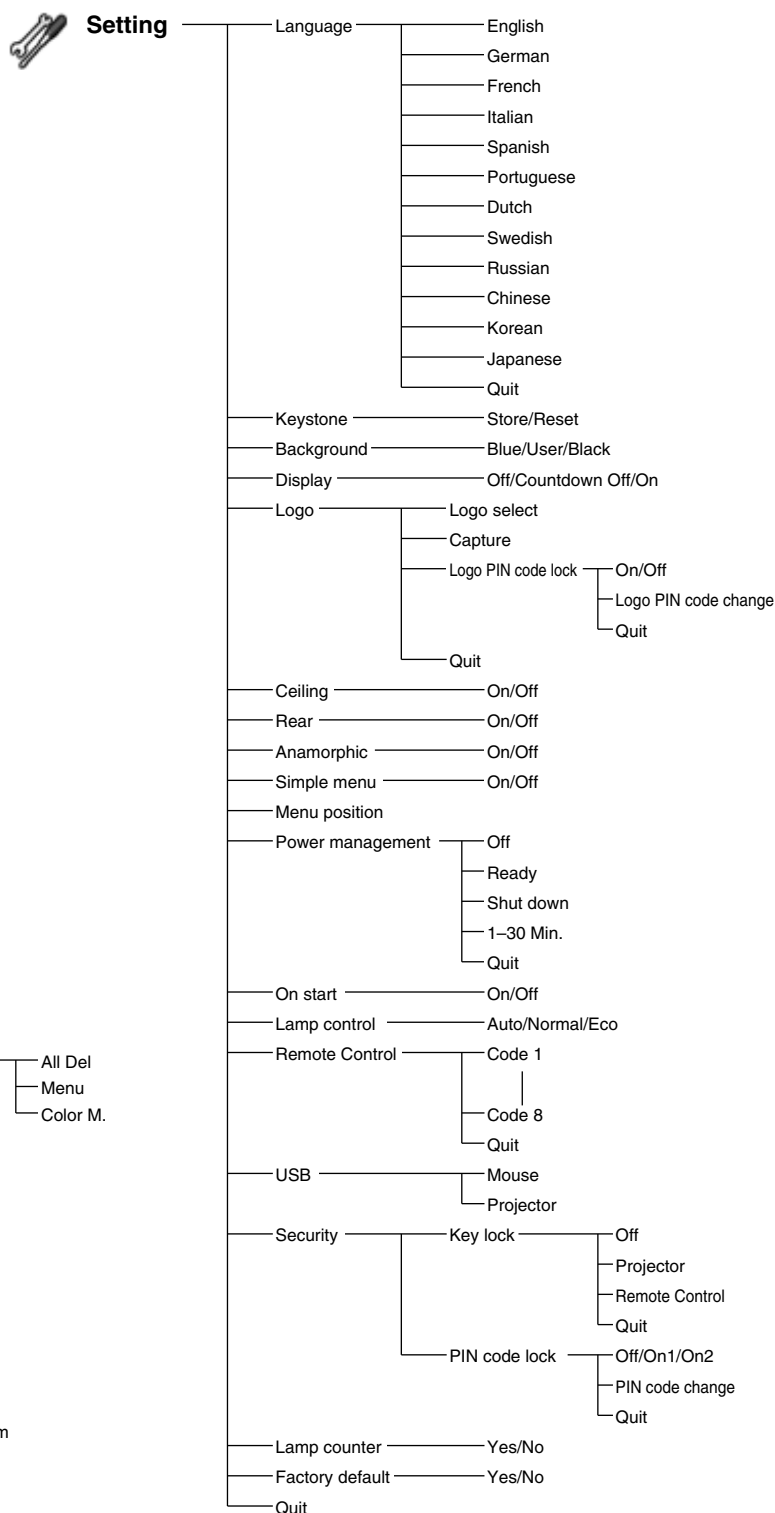 Setting
Language
English
German
French
Italian
Spanish
Portuguese
Dutch
Swedish
Russian
Chinese
Korean
Japanese
Quit
Keystone
Store/Reset
Background
Blue/User/Black
Display
Off/Countdown Off/On
Logo
Logo select
Capture
Logo PIN code lock
On/Off
Logo PIN code change
Quit
Quit
Ceiling
On/Off
Rear
On/Off
Anamorphic
On/Off
Simple menu
On/Off
Menu position
Power management
Off
Ready
Shut down
1–30 Min.
Quit
On start
On/Off
Lamp control
Auto/Normal/Eco
Remote Control
Code 1
Code 8
Quit
All Del
Menu
Color M.
USB
Mouse
Projector
Security
Key lock
Off
Projector
Remote Control
Quit
PIN code lock
Off/On1/On2
PIN code change
Quit
Lamp counter
Yes/No
Factory default
Yes/No
Quit